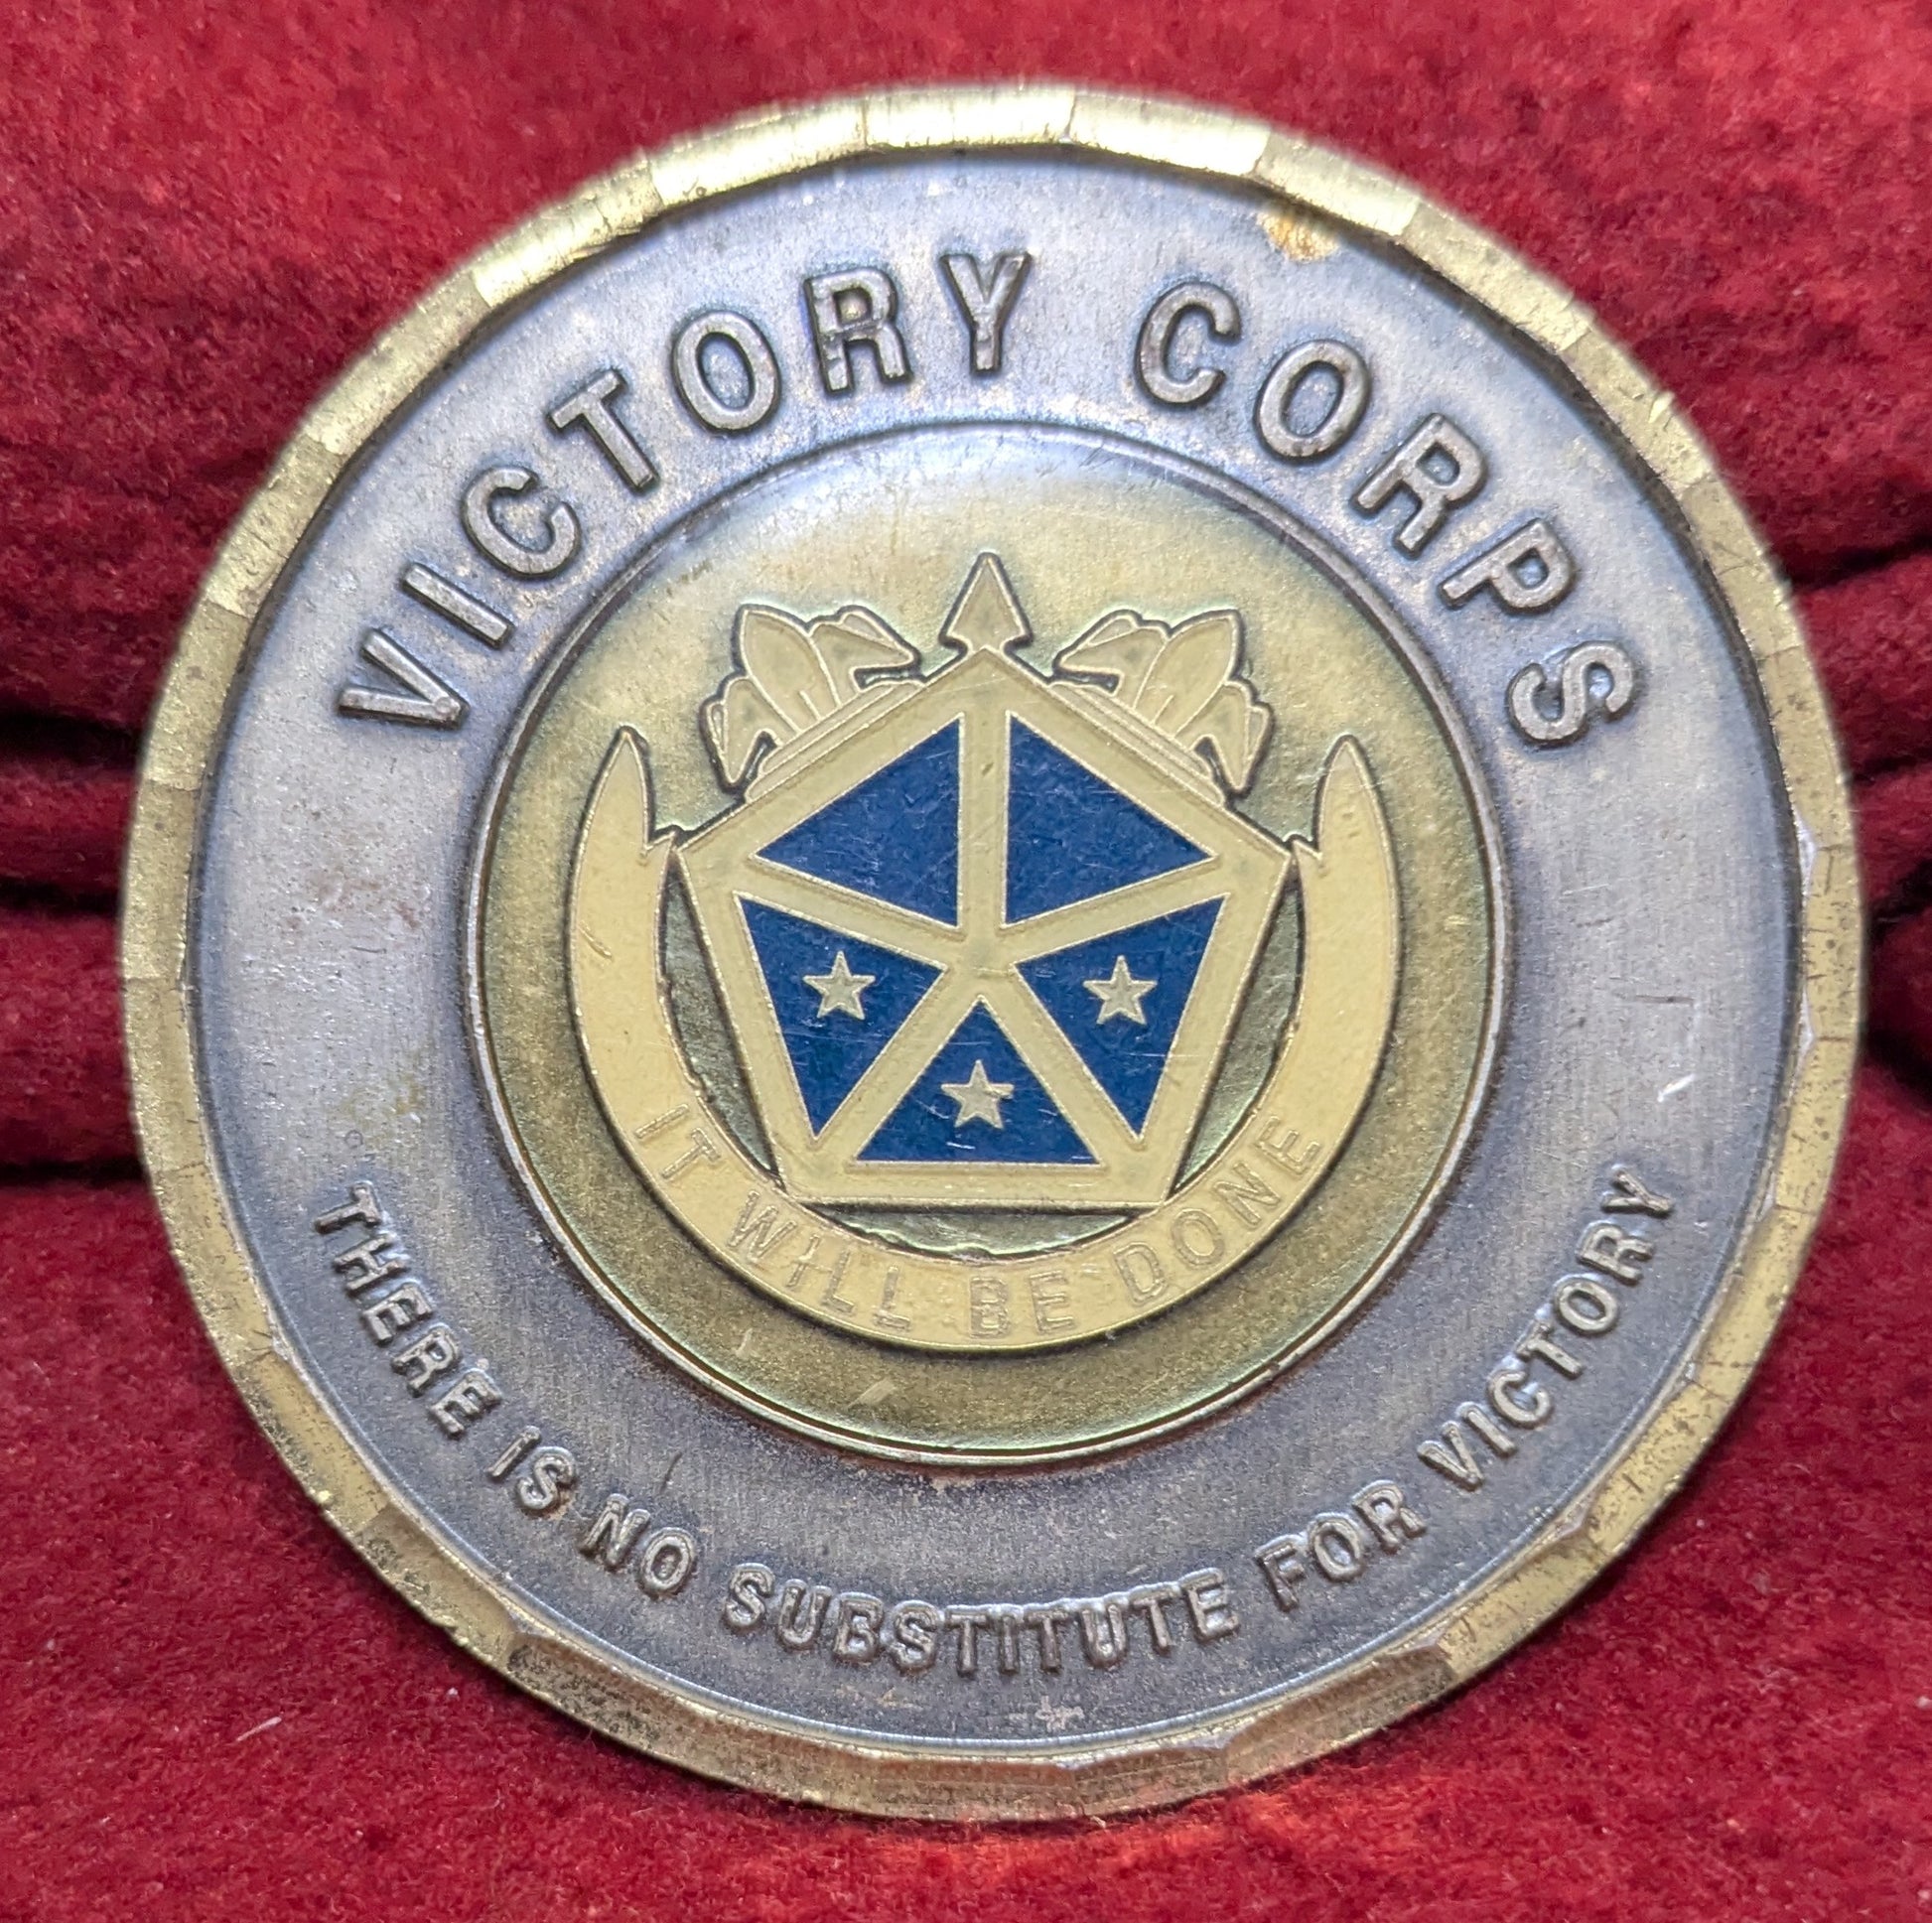 VICTORY CORPS
IT WILL BE DONE
THERE IS NO SUBSTITUTE FOR VICTORY